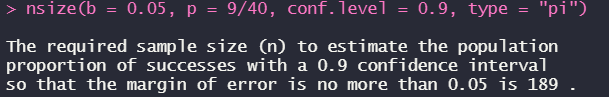 > nsize(b = 0.05, p = 9/40, conf.level = 0.9, type = "pi")
The required sample size (n) to estimate the population
proportion of successes with a 0.9 confidence interval
so that the margin of error is no more than 0.05 is 189 .